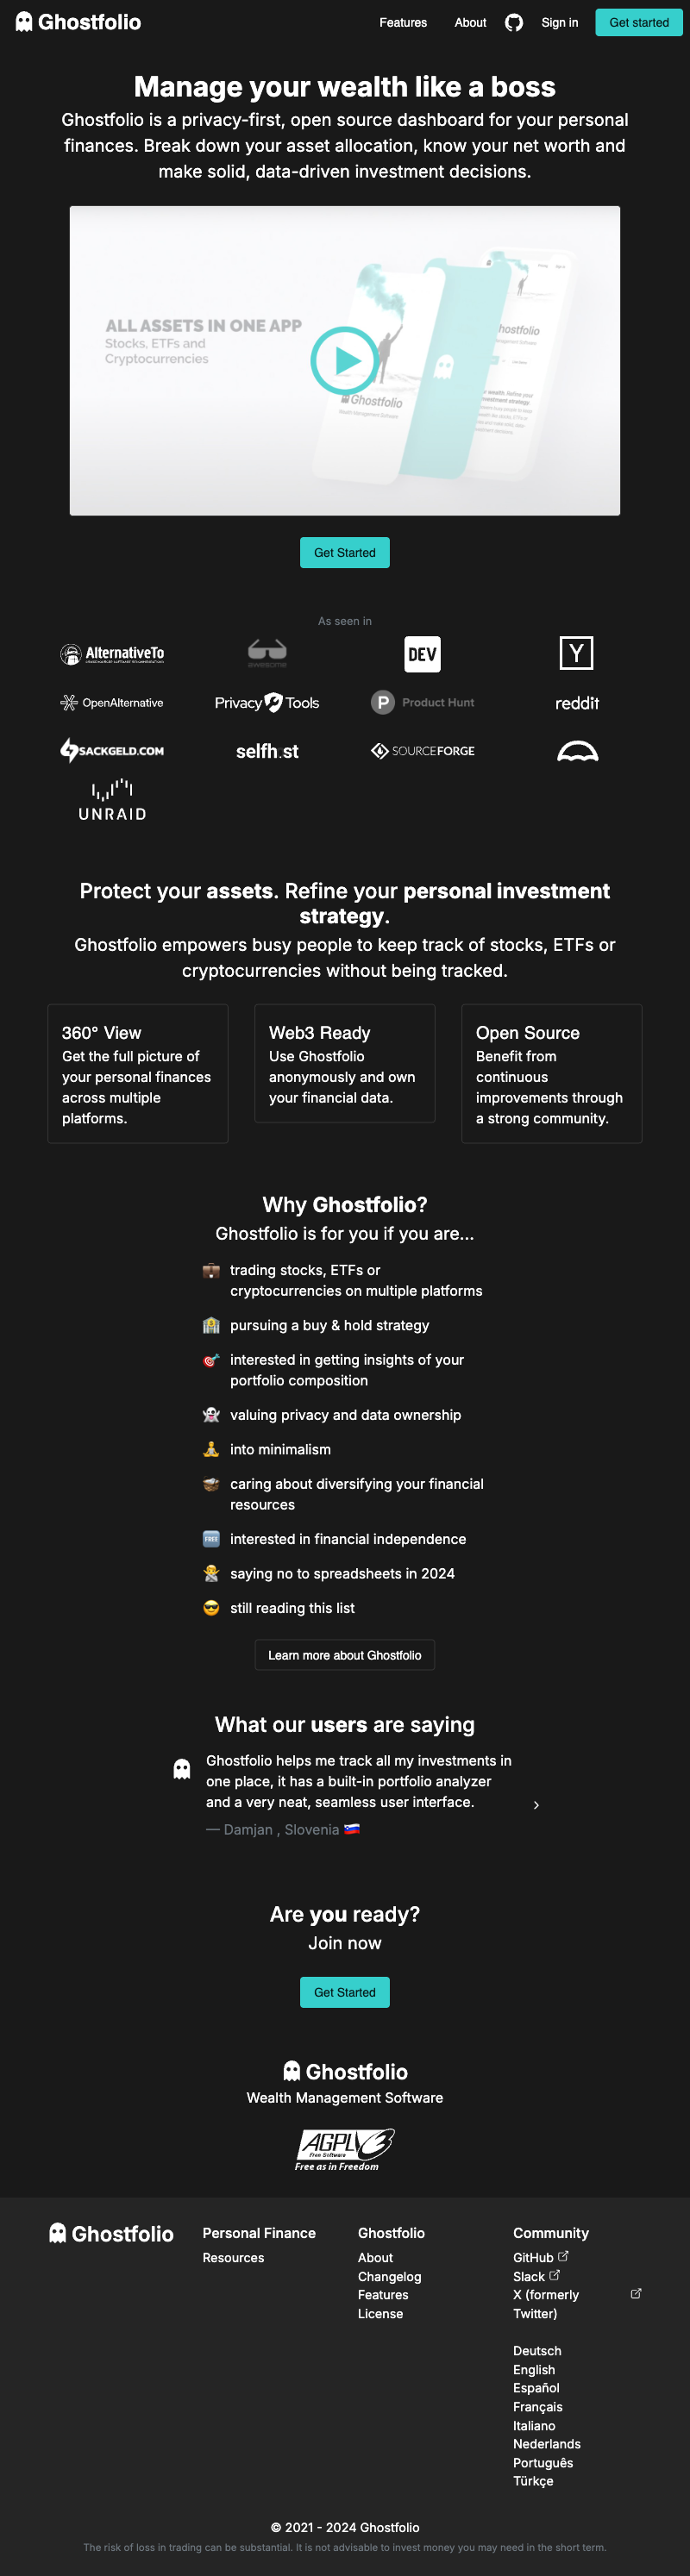 Ghostfolio
Features
About
Sign in
Get started
Manage your wealth like a boss
Ghostfolio is a privacy-first, open source dashboard for your personal
finances. Break down your asset allocation, know your net worth and
make solid, data-driven investment decisions.
ALL ASSETS IN ONE APP
Stocks, ETFs and
Cryptocurrencies
Ghostfolio
Get Started
As seen in
AlternativeTo
awesome
DEV
Y
OpenAlternative
Privacy Tools
P Product Hunt
reddit
SACKGELD.COM
selfh.st
SOURCEFORGE
UNRAID
Protect your assets. Refine your personal investment
strategy.
Ghostfolio empowers busy people to keep track of stocks, ETFs or
cryptocurrencies without being tracked.
360° View
Get the full picture of
your personal finances
across multiple
platforms.
Web3 Ready
Use Ghostfolio
anonymously and own
your financial data.
Open Source
Benefit from
continuous
improvements through
a strong community.
Why Ghostfolio?
Ghostfolio is for you if you are...
trading stocks, ETFs or
cryptocurrencies on multiple platforms
pursuing a buy & hold strategy
interested in getting insights of your
portfolio composition
valuing privacy and data ownership
into minimalism
caring about diversifying your financial
resources
interested in financial independence
saying no to spreadsheets in 2024
still reading this list
Learn more about Ghostfolio
What our users are saying
Ghostfolio helps me track all my investments in
one place, it has a built-in portfolio analyzer
and a very neat, seamless user interface.
— Damjan , Slovenia
Are you ready?
Join now
Get Started
Ghostfolio
Wealth Management Software
AGPL v3
Free Software
Free as in Freedom
Ghostfolio
Personal Finance
Resources
Ghostfolio
About
Changelog
Features
License
Community
GitHub
Slack
X (formerly
Twitter)
Deutsch
English
Español
Français
Italiano
Nederlands
Português
Türkçe
© 2021 - 2024 Ghostfolio
The risk of loss in trading can be substantial. It is not advisable to invest money you may need in the short term.